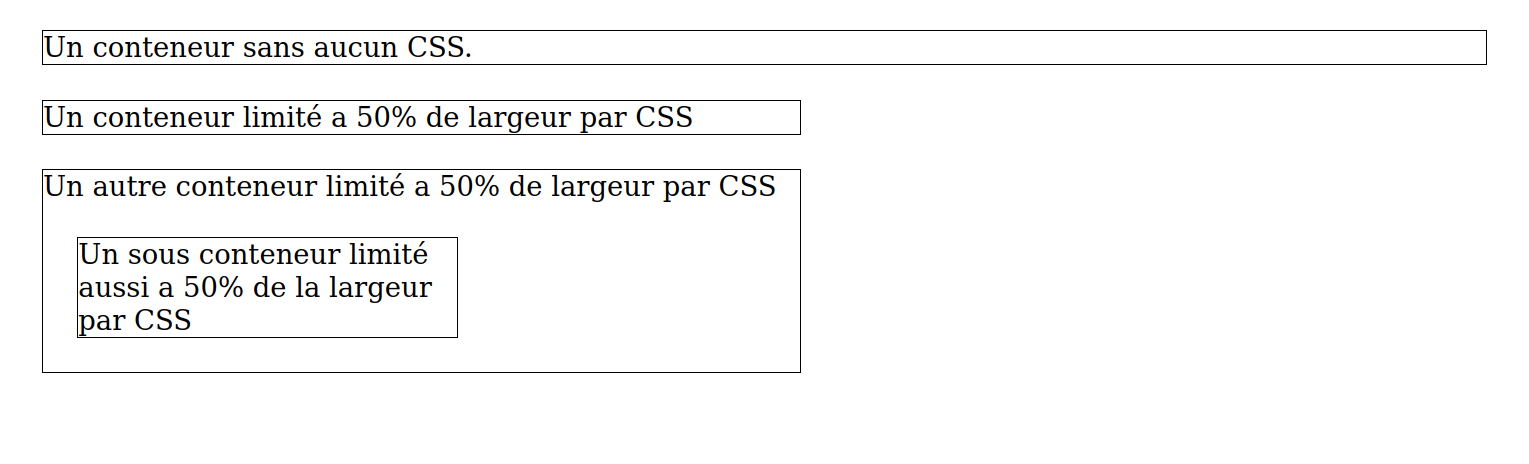 Un conteneur sans aucun CSS.
Un conteneur limité a 50% de largeur par CSS
Un autre conteneur limité a 50% de largeur par CSS
Un sous conteneur limité
aussi a 50% de la largeur
par CSS